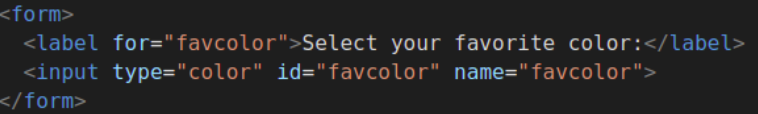 <form>
<label for="favcolor">Select your favorite color:</label>
<input type="color" id="favcolor" name="favcolor">
</form>